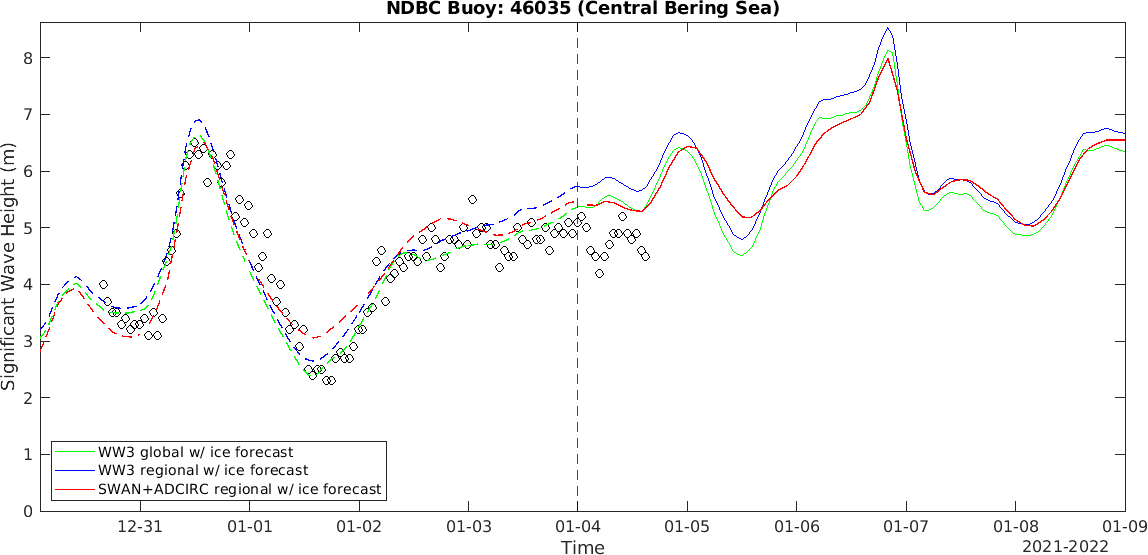 NDBC Buoy: 46035 (Central Bering Sea)
8
7
6
5
4
3
2
1
0
Significant Wave Height (m)
WW3 global w/ ice forecast
WW3 regional w/ ice forecast
SWAN+ADCIRC regional w/ ice forecast
12-31 01-01 01-02 01-03 01-04 01-05 01-06 01-07 01-08 01-09
Time
2021-2022